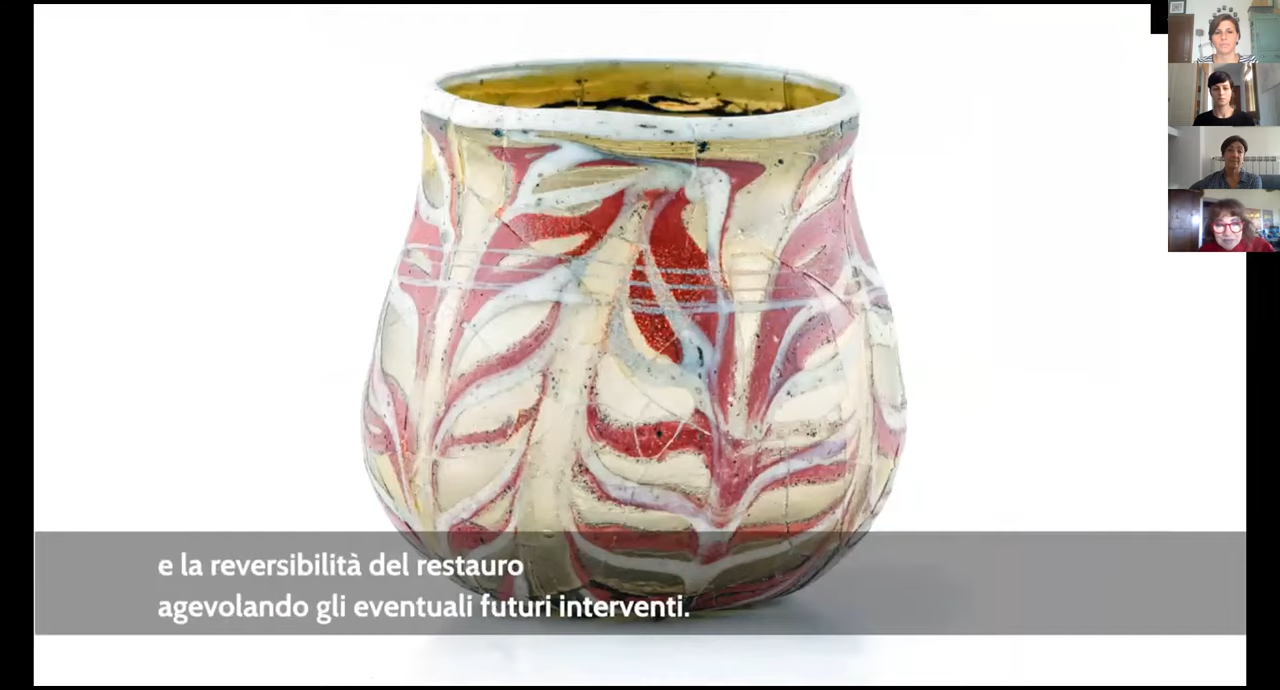 e la reversibilità del restauro
agevolando gli eventuali futuri interventi.